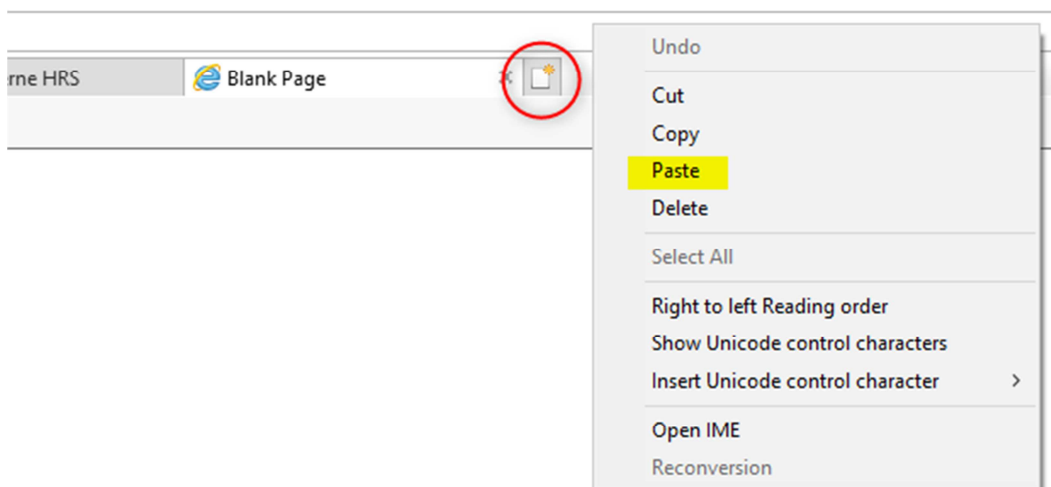 rne HRS
Blank Page
Undo
Cut
Copy
Paste
Delete
Select All
Right to left Reading order
Show Unicode control characters
Insert Unicode control character
Open IME
Reconversion